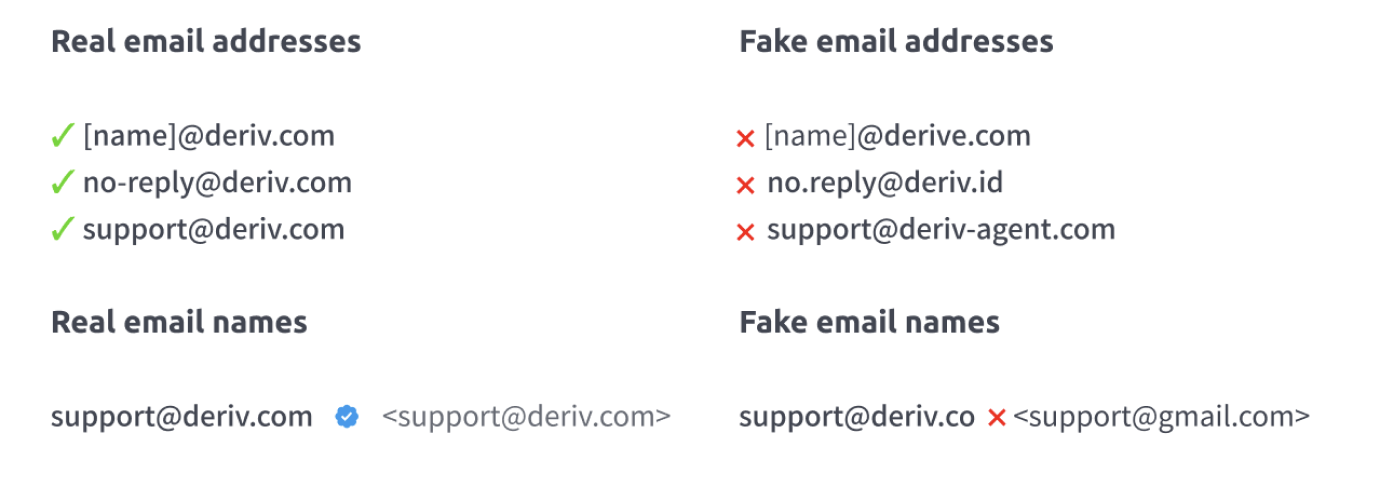 Real email addresses
✓ [name]@deriv.com
✓ no-reply@deriv.com
✓ support@deriv.com
Real email names
support@deriv.com <support@deriv.com>
Fake email addresses
× [name]@derive.com
× no.reply@deriv.id
× support@deriv-agent.com
Fake email names
support@deriv.co × <support@gmail.com>